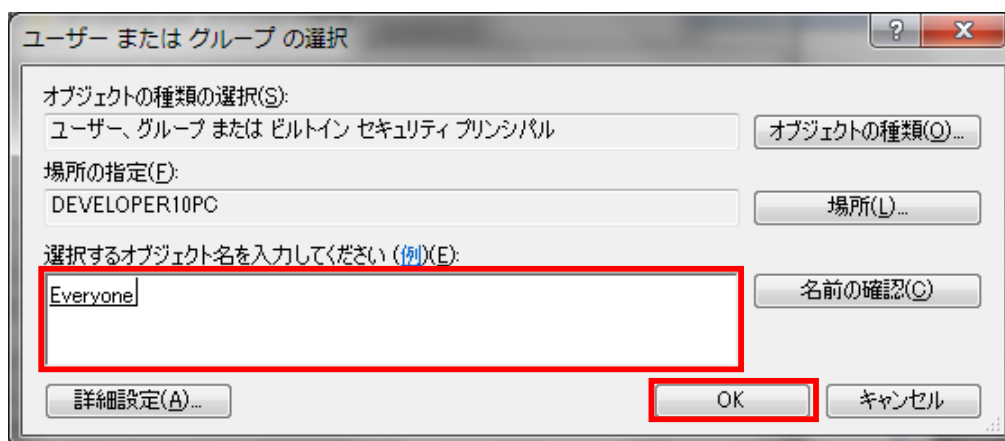 ユーザー または グループ の選択
オブジェクトの種類の選択(S):
ユーザー、グループ または ビルトイン セキュリティ プリンシパル
オブジェクトの種類(O)...
場所の指定(F):
DEVELOPER10PC
場所(L)...
選択するオブジェクト名を入力してください (例)(E):
Everyone
名前の確認(C)
詳細設定(A)...
OK
キャンセル